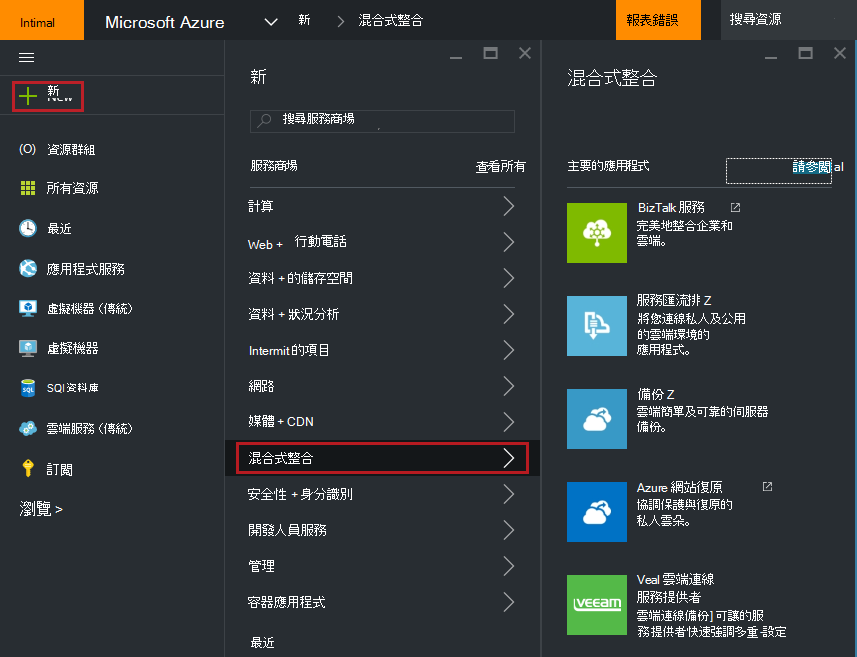 Intimal
Microsoft Azure
新
混合式整合
報表錯誤
搜尋資源
新
New
資源群組
所有資源
最近
應用程式服務
虛擬機器 (傳統)
虛擬機器
SQl資料庫
雲端服務 (傳統)
訂閱
瀏覽 >
新
搜尋服務商場
服務商場
查看所有
計算
Web + 行動電話
資料 + 的儲存空間
資料 + 狀況分析
Intermit 的項目
網路
媒體 + CDN
混合式整合
安全性 + 身分識別
開發人員服務
管理
容器應用程式
最近
混合式整合
主要的應用程式
請參閱 al
BizTalk 服務
完美地整合企業和
雲端。
服務匯流排 Z
將您連線私人及公用
的雲端環境的
應用程式。
備份 Z
雲端簡單及可靠的伺服器
備份。
Azure 網站復原
協調保護與復原的
私人雲朵。
veeam
Veal 雲端連線
服務提供者
雲端連線備份] 可讓的服
務提供者快速強調多重-設定